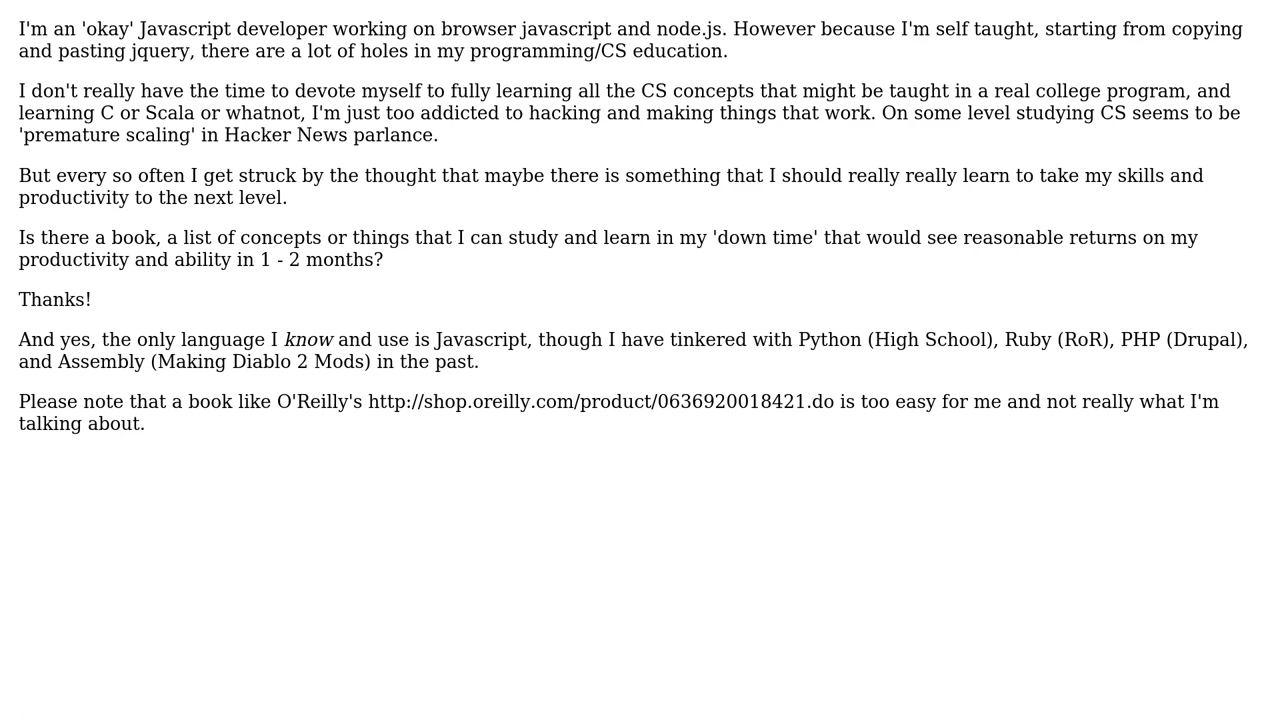 I'm an 'okay' Javascript developer working on browser javascript and node.js. However because I'm self taught, starting from copying
and pasting jquery, there are a lot of holes in my programming/CS education.
I don't really have the time to devote myself to fully learning all the CS concepts that might be taught in a real college program, and
learning C or Scala or whatnot, I'm just too addicted to hacking and making things that work. On some level studying CS seems to be
'premature scaling' in Hacker News parlance.
But every so often I get struck by the thought that maybe there is something that I should really really learn to take my skills and
productivity to the next level.
Is there a book, a list of concepts or things that I can study and learn in my 'down time' that would see reasonable returns on my
productivity and ability in 1 - 2 months?
Thanks!
And yes, the only language I know and use is Javascript, though I have tinkered with Python (High School), Ruby (RoR), PHP (Drupal),
and Assembly (Making Diablo 2 Mods) in the past.
Please note that a book like O'Reilly's http://shop.oreilly.com/product/0636920018421.do is too easy for me and not really what I'm
talking about.